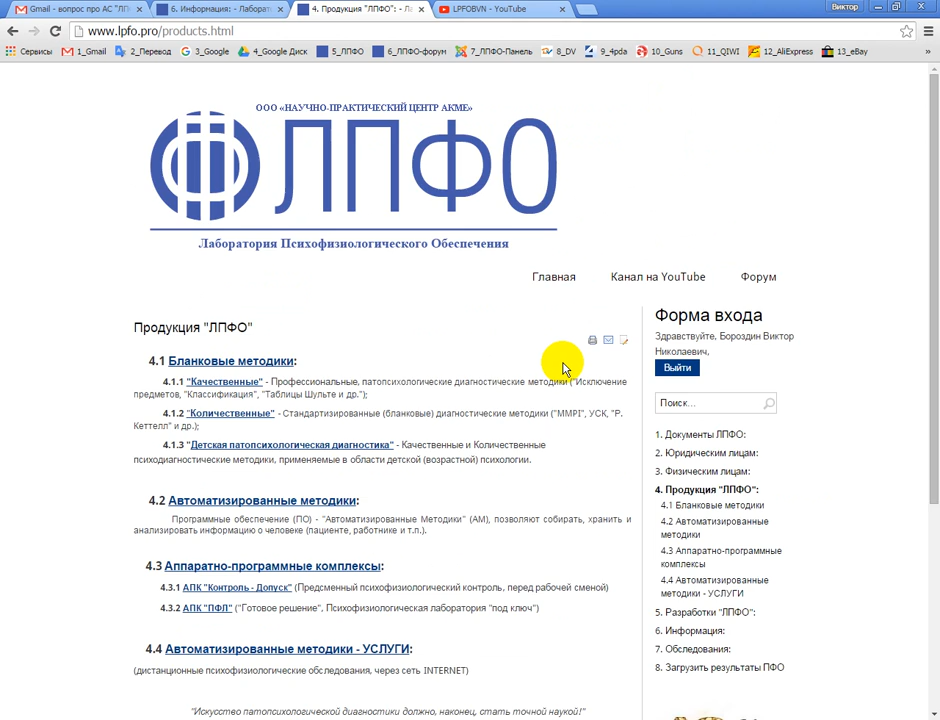 Виктор
Gmail - вопрос про АС "ЛП
6. Информация: - Лаборат
4. Продукция "ЛПФО": - Ла
LPFOBVN - YouTube
www.lpfo.pro/products.html
Сервисы 1_Gmail 2_Перевод 3_Google 4_Google Диск 5_ЛПФО 6_ЛПФО-форум 7_ЛПФО-Панель 8_DV 9_4pda 10_Guns 11_QIWI 12_AliExpress 13_eBay »
ООО «НАУЧНО-ПРАКТИЧЕСКИЙ ЦЕНТР АКМЕ»
ЛПФО
Лаборатория Психофизиологического Обеспечения
Главная Канал на YouTube Форум
Продукция "ЛПФО"
4.1 Бланковые методики:
4.1.1 "Качественные" - Профессиональные, патопсихологические диагностические методики ("Исключение
предметов, "Классификация", "Таблицы Шульте и др.");
4.1.2 "Количественные" - Стандартизированные (бланковые) диагностические методики ("MMPI", УСК, "Р.
Кеттелл" и др.);
4.1.3 "Детская патопсихологическая диагностика" - Качественные и Количественные
психодиагностические методики, применяемые в области детской (возрастной) психологии.
4.2 Автоматизированные методики:
Программные обеспечение (ПО) - "Автоматизированные Методики" (АМ), позволяют собирать, хранить и
анализировать информацию о человеке (пациенте, работнике и т.п.).
4.3 Аппаратно-программные комплексы:
4.3.1 АПК "Контроль - Допуск" (Предсменный психофизиологический контроль, перед рабочей сменой)
4.3.2 АПК "ПФЛ" ("Готовое решение", Психофизиологическая лаборатория "под ключ")
4.4 Автоматизированные методики - УСЛУГИ:
(дистанционные психофизиологические обследования, через сеть INTERNET)
"Искусство патопсихологической диагностики должно, наконец, стать точной наукой!"
Форма входа
Здравствуйте, Бороздин Виктор
Николаевич,
Выйти
Поиск...
1. Документы ЛПФО:
2. Юридическим лицам:
3. Физическим лицам:
4. Продукция "ЛПФО":
4.1 Бланковые методики
4.2 Автоматизированные
методики
4.3 Аппаратно-программные
комплексы
4.4 Автоматизированные
методики - УСЛУГИ
5. Разработки "ЛПФО":
6. Информация:
7. Обследования:
8. Загрузить результаты ПФО